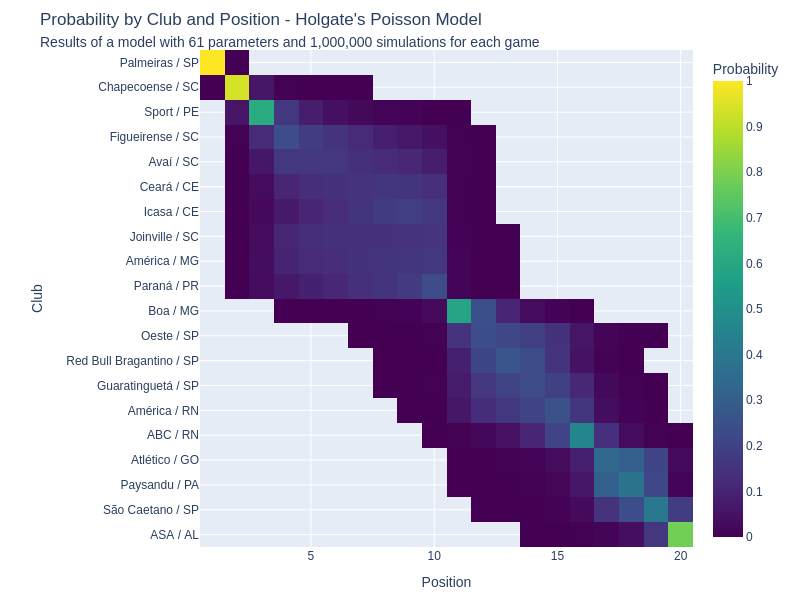 Probability by Club and Position - Holgate's Poisson Model
Results of a model with 61 parameters and 1,000,000 simulations for each game
Probability
Palmeiras / SP
Chapecoense / SC
Sport / PE
Figueirense / SC
Avaí / SC
Ceará / CE
Icasa / CE
Joinville / SC
América / MG
Paraná / PR
Boa / MG
Oeste / SP
Red Bull Bragantino / SP
Guaratinguetá / SP
América / RN
ABC / RN
Atlético / GO
Paysandu / PA
São Caetano / SP
ASA / AL
Club
5
10
15
20
Position
1
0.9
0.8
0.7
0.6
0.5
0.4
0.3
0.2
0.1
0